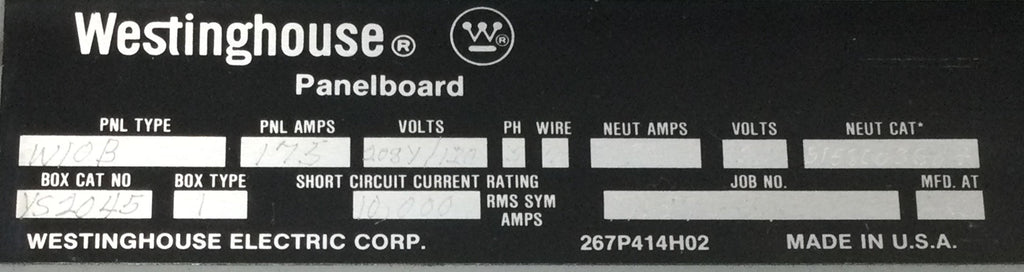 Westinghouse®
W®
Panelboard
PNL TYPE PNL AMPS VOLTS PH WIRE NEUT AMPS VOLTS NEUT CAT*
W10B 175 208Y/120 3
BOX CAT NO BOX TYPE SHORT CIRCUIT CURRENT RATING JOB NO. MFD. AT
YS2045 1 10,000 RMS SYM AMPS
WESTINGHOUSE ELECTRIC CORP. 267P414H02 MADE IN U.S.A.